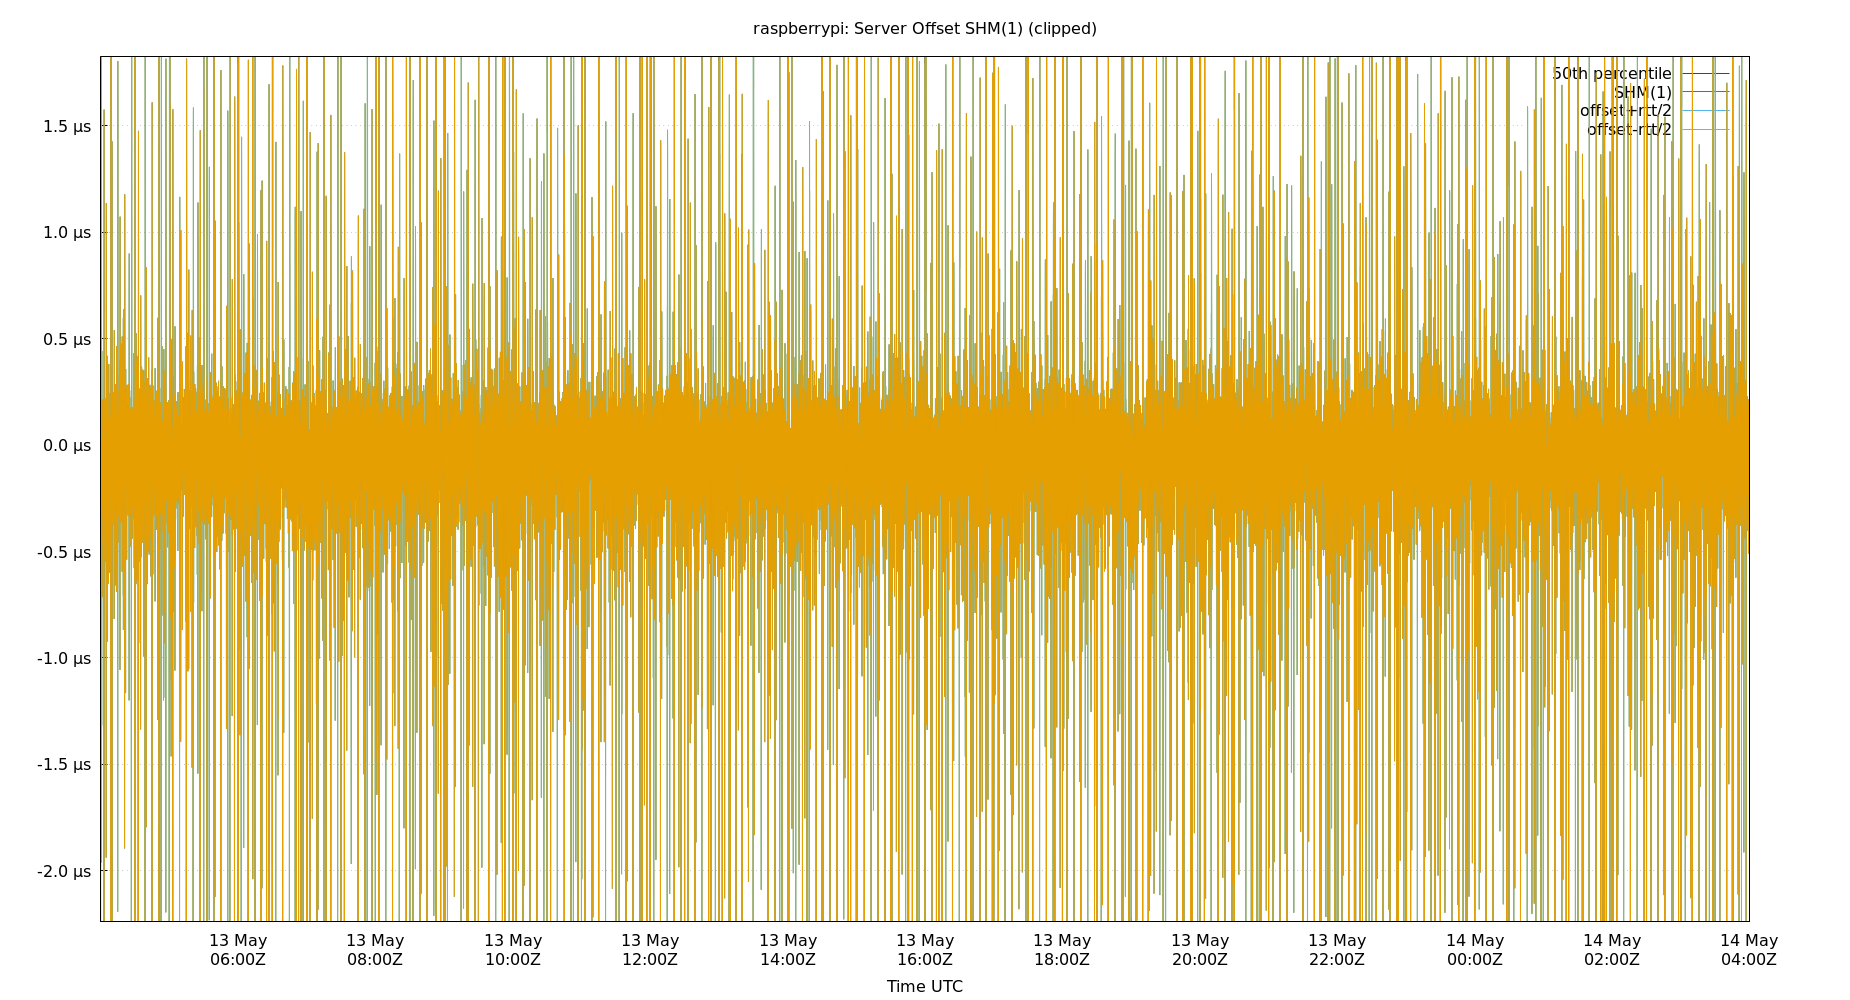 raspberrypi: Server Offset SHM(1) (clipped)
50th percentile
SHM(1)
offset+rtt/2
offset-rtt/2
1.5 µs
1.0 µs
0.5 µs
0.0 µs
-0.5 µs
-1.0 µs
-1.5 µs
-2.0 µs
13 May 13 May 13 May 13 May 13 May 13 May 13 May 13 May 13 May 14 May 14 May 14 May
06:00Z 08:00Z 10:00Z 12:00Z 14:00Z 16:00Z 18:00Z 20:00Z 22:00Z 00:00Z 02:00Z 04:00Z
Time UTC